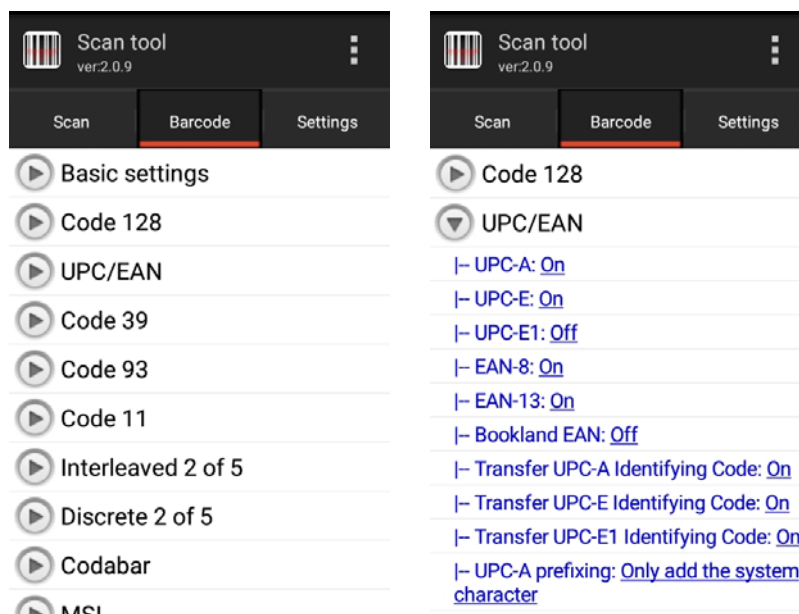 Scan tool
ver:2.0.9
Scan Barcode Settings
Basic settings
Code 128
UPC/EAN
Code 39
Code 93
Code 11
Interleaved 2 of 5
Discrete 2 of 5
Codabar
MSI
Scan tool
ver:2.0.9
Scan Barcode Settings
Code 128
UPC/EAN
|-- UPC-A: On
|-- UPC-E: On
|-- UPC-E1: Off
|-- EAN-8: On
|-- EAN-13: On
|-- Bookland EAN: Off
|-- Transfer UPC-A Identifying Code: On
|-- Transfer UPC-E Identifying Code: On
|-- Transfer UPC-E1 Identifying Code: On
|-- UPC-A prefixing: Only add the system
character